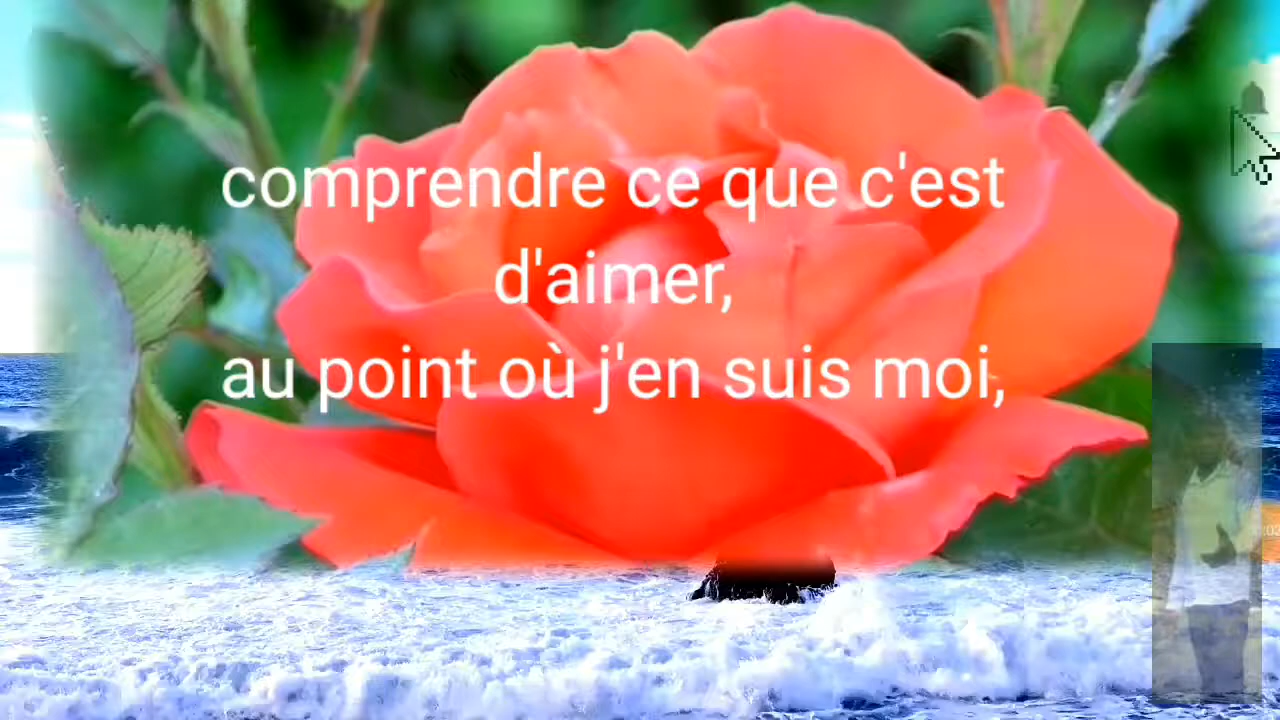 comprendre ce que c'est
d'aimer,
au point où j'en suis moi,